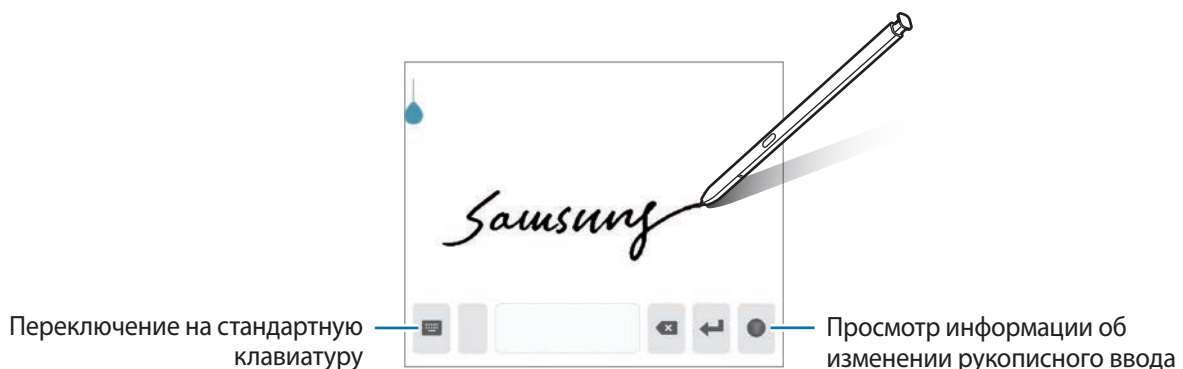 Samsung
Переключение на стандартную
клавиатуру
Просмотр информации об
изменении рукописного ввода